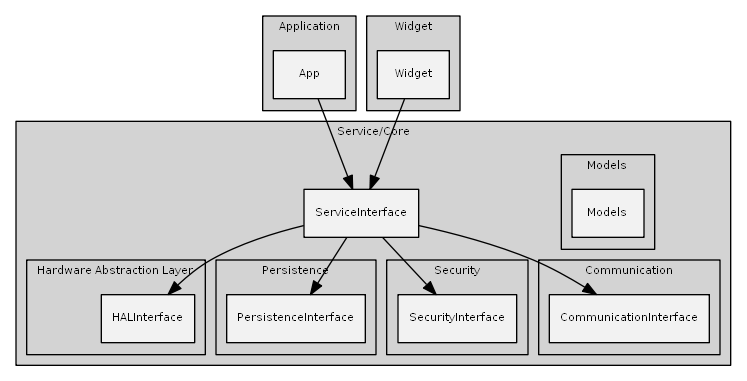 Application
Widget
App
Widget
Service/Core
Models
ServiceInterface
Models
Hardware Abstraction Layer
Persistence
Security
Communication
HALInterface
PersistenceInterface
SecurityInterface
CommunicationInterface